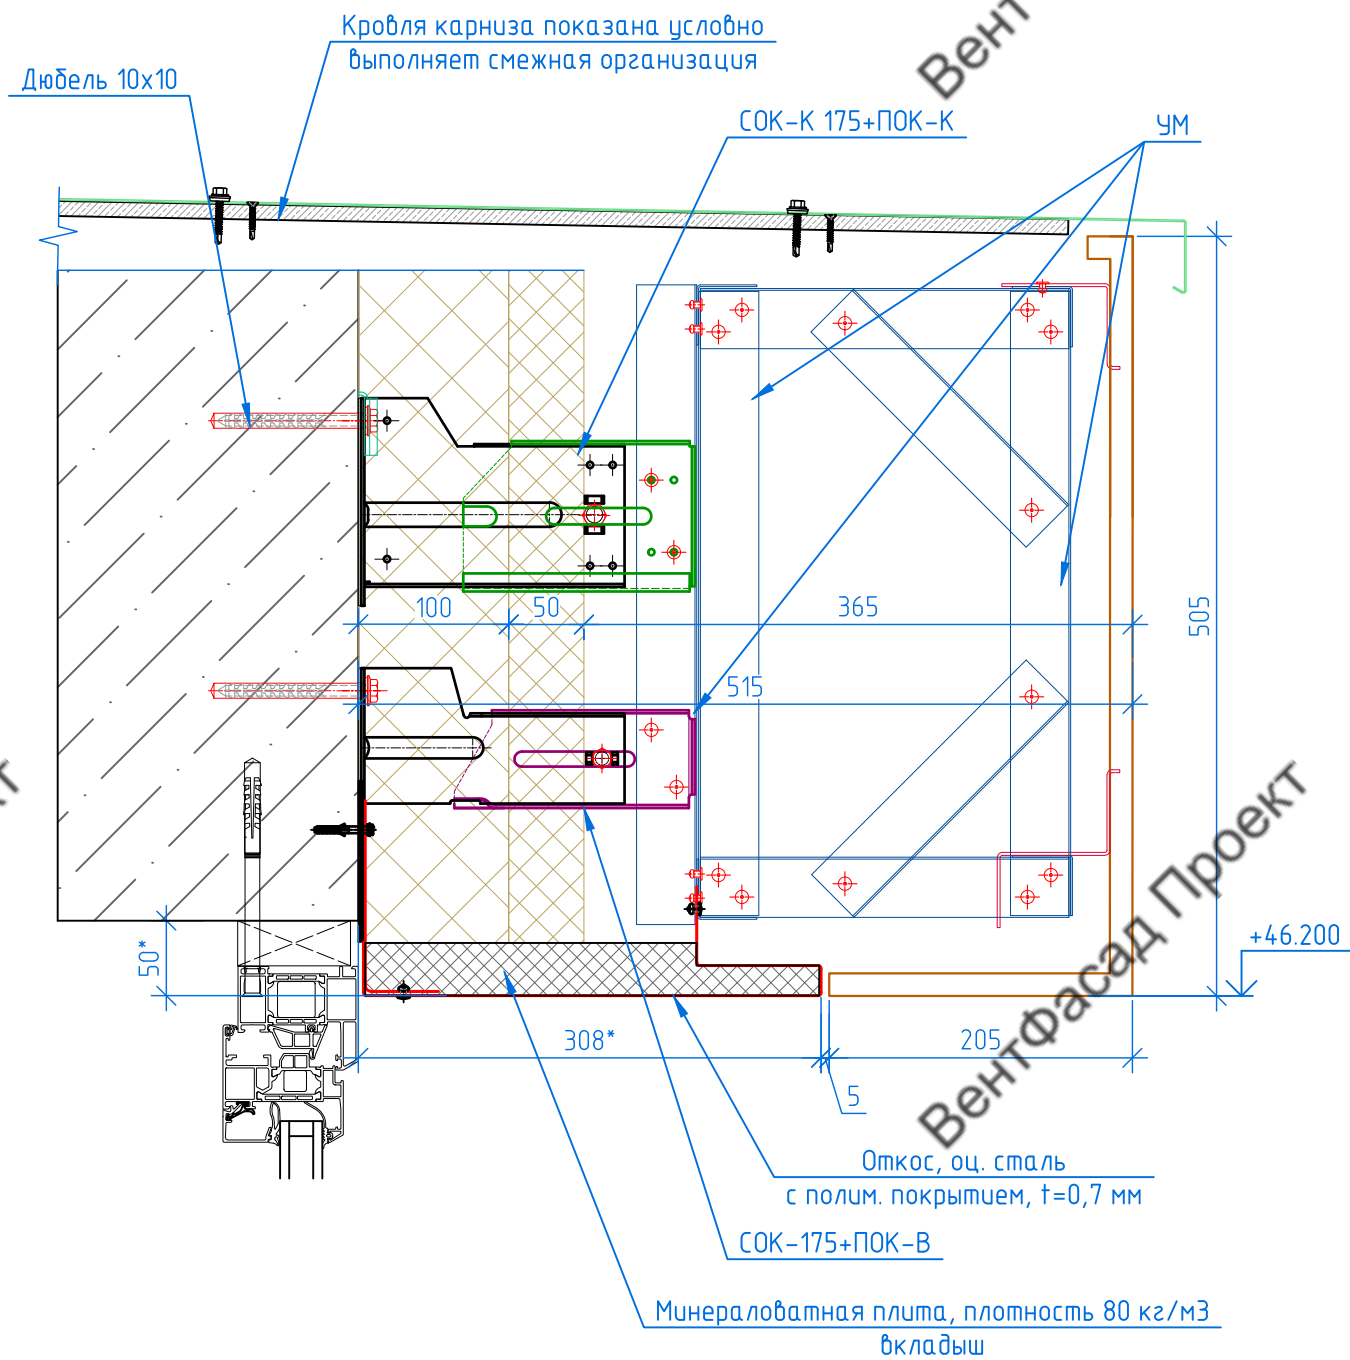 Кровля карниза показана условно
выполняет смежная организация
Вент
Дюбель 10х10
СОК-К 175+ПОК-К
УМ
100
50
365
505
515
кт
50*
+46.200
308*
205
5
ВентФасад Проект
Откос, оц. сталь
с полим. покрытием, t=0,7 мм
СОК-175+ПОК-В
Минераловатная плита, плотность 80 кг/м3
вкладыш